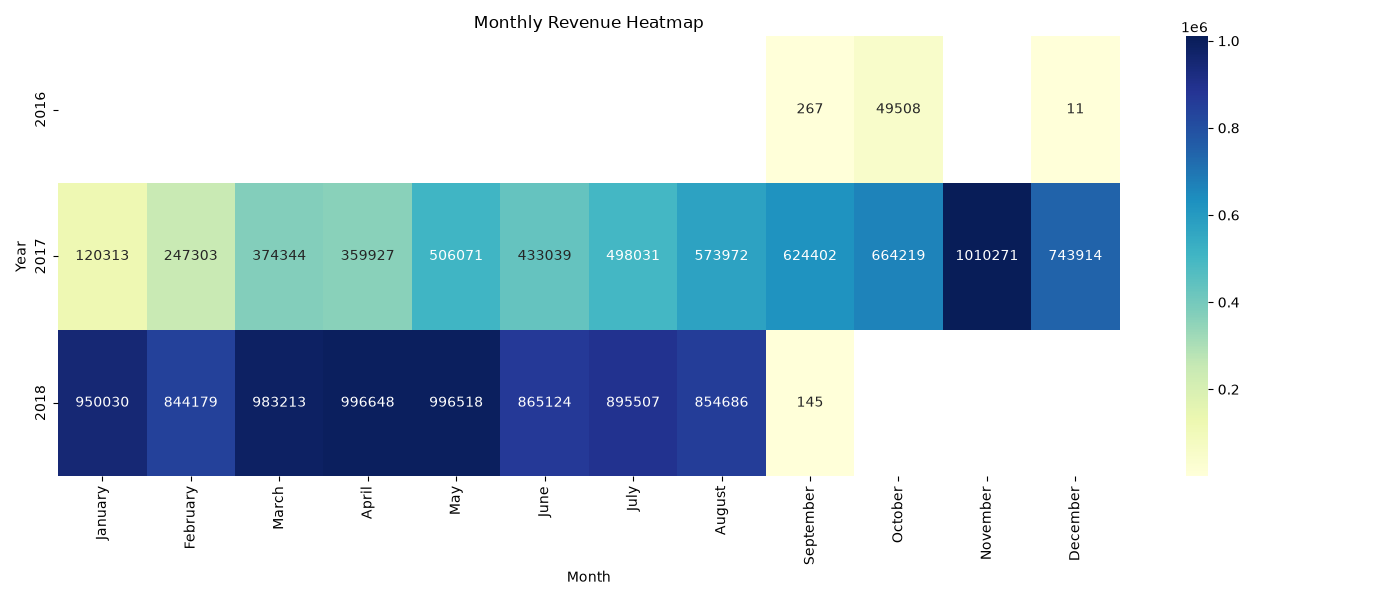 Monthly Revenue Heatmap
1e6
2016
267 49508 11
2017
120313 247303 374344 359927 506071 433039 498031 573972 624402 664219 1010271 743914
2018
950030 844179 983213 996648 996518 865124 895507 854686 145
Year
January February March April May June July August September October November December
Month
1.0
0.8
0.6
0.4
0.2